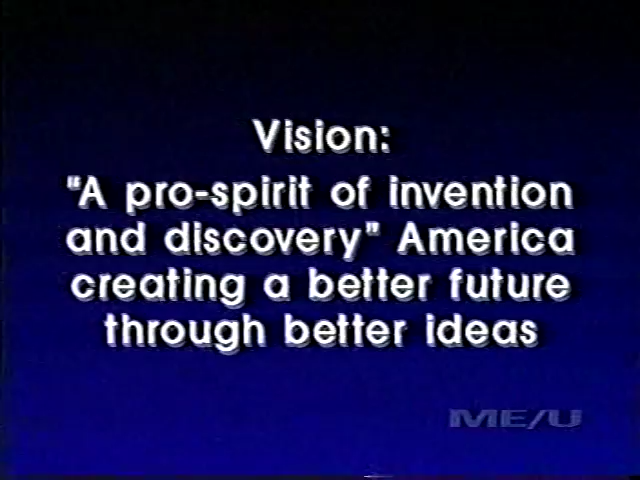 Vision:
"A pro-spirit of invention
and discovery" America
creating a better future
through better ideas
ME/U